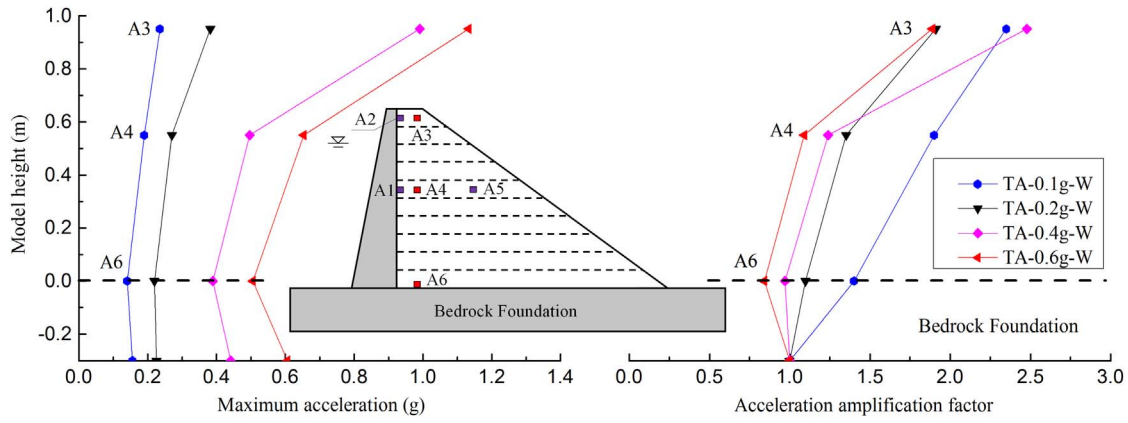 1.0
0.8
0.6
0.4
0.2
0.0
-0.2
Model height (m)
A3
A4
A6
A2
A3
A1
A4
A5
A6
Bedrock Foundation
0.0
0.2
0.4
0.6
0.8
1.0
1.2
1.4
Maximum acceleration (g)
A3
A4
A6
TA-0.1g-W
TA-0.2g-W
TA-0.4g-W
TA-0.6g-W
Bedrock Foundation
0.0
0.5
1.0
1.5
2.0
2.5
3.0
Acceleration amplification factor